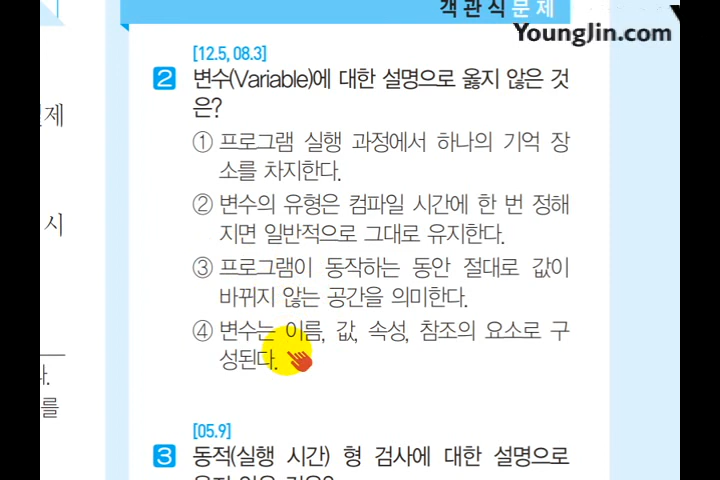 객관식문제
YoungJin.com
[12.5, 08.3]
2 변수(Variable)에 대한 설명으로 옳지 않은 것
은?
① 프로그램 실행 과정에서 하나의 기억 장
소를 차지한다.
② 변수의 유형은 컴파일 시간에 한 번 정해
지면 일반적으로 그대로 유지한다.
③ 프로그램이 동작하는 동안 절대로 값이
바뀌지 않는 공간을 의미한다.
④ 변수는 이름, 값, 속성, 참조의 요소로 구
성된다.
[05.9]
3 동적(실행 시간) 형 검사에 대한 설명으로
제
시
다.
를